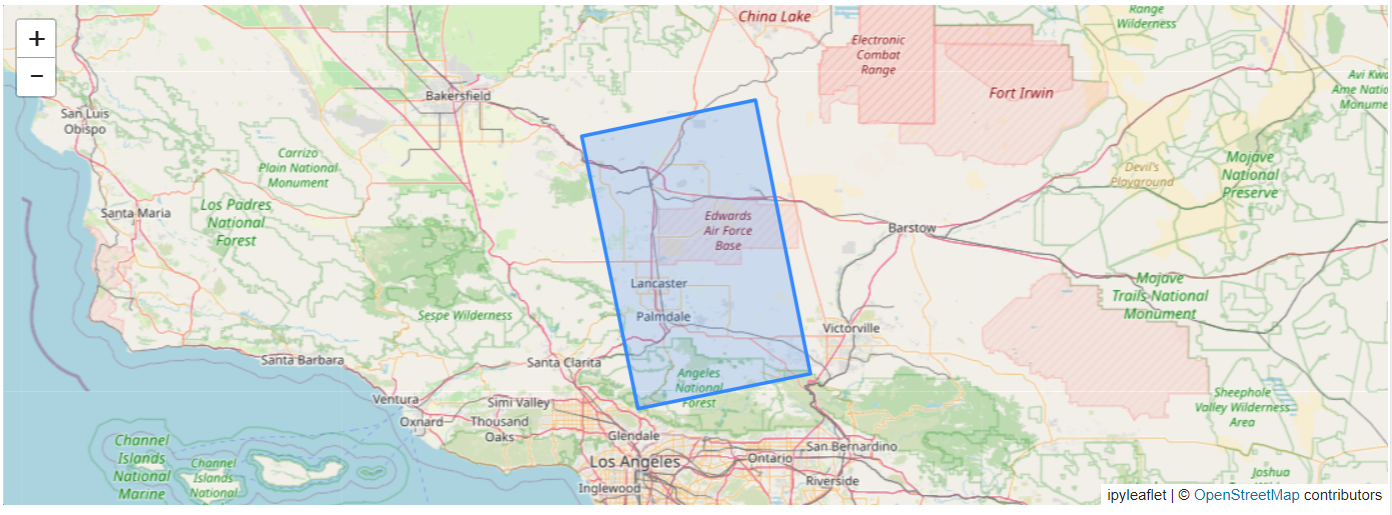 +
−
China Lake
Range
Wilderness
Electronic
Combat
Range
Fort Irwin
Avi Kwa
Ame Natio
Monume
Bakersfield
San Luis
Obispo
Carrizo
Plain National
Monument
Devil's
Playground
Mojave
National
Preserve
Los Padres
National
Forest
Santa Maria
Edwards
Air Force
Base
Barstow
Lancaster
Mojave
Trails National
Monument
Sespe Wilderness
Palmdale
Victorville
Santa Barbara
Santa Clarita
Angeles
National
Forest
Sheephole
Valley Wilderness
Area
Ventura
Simi Valley
Oxnard
Thousand
Oaks
Glendale
Channel
Islands
National
Marine
Channel
Islands
National
Los Angeles
Ontario
San Bernardino
Riverside
Inglewood
Joshua
ipyleaflet | © OpenStreetMap contributors